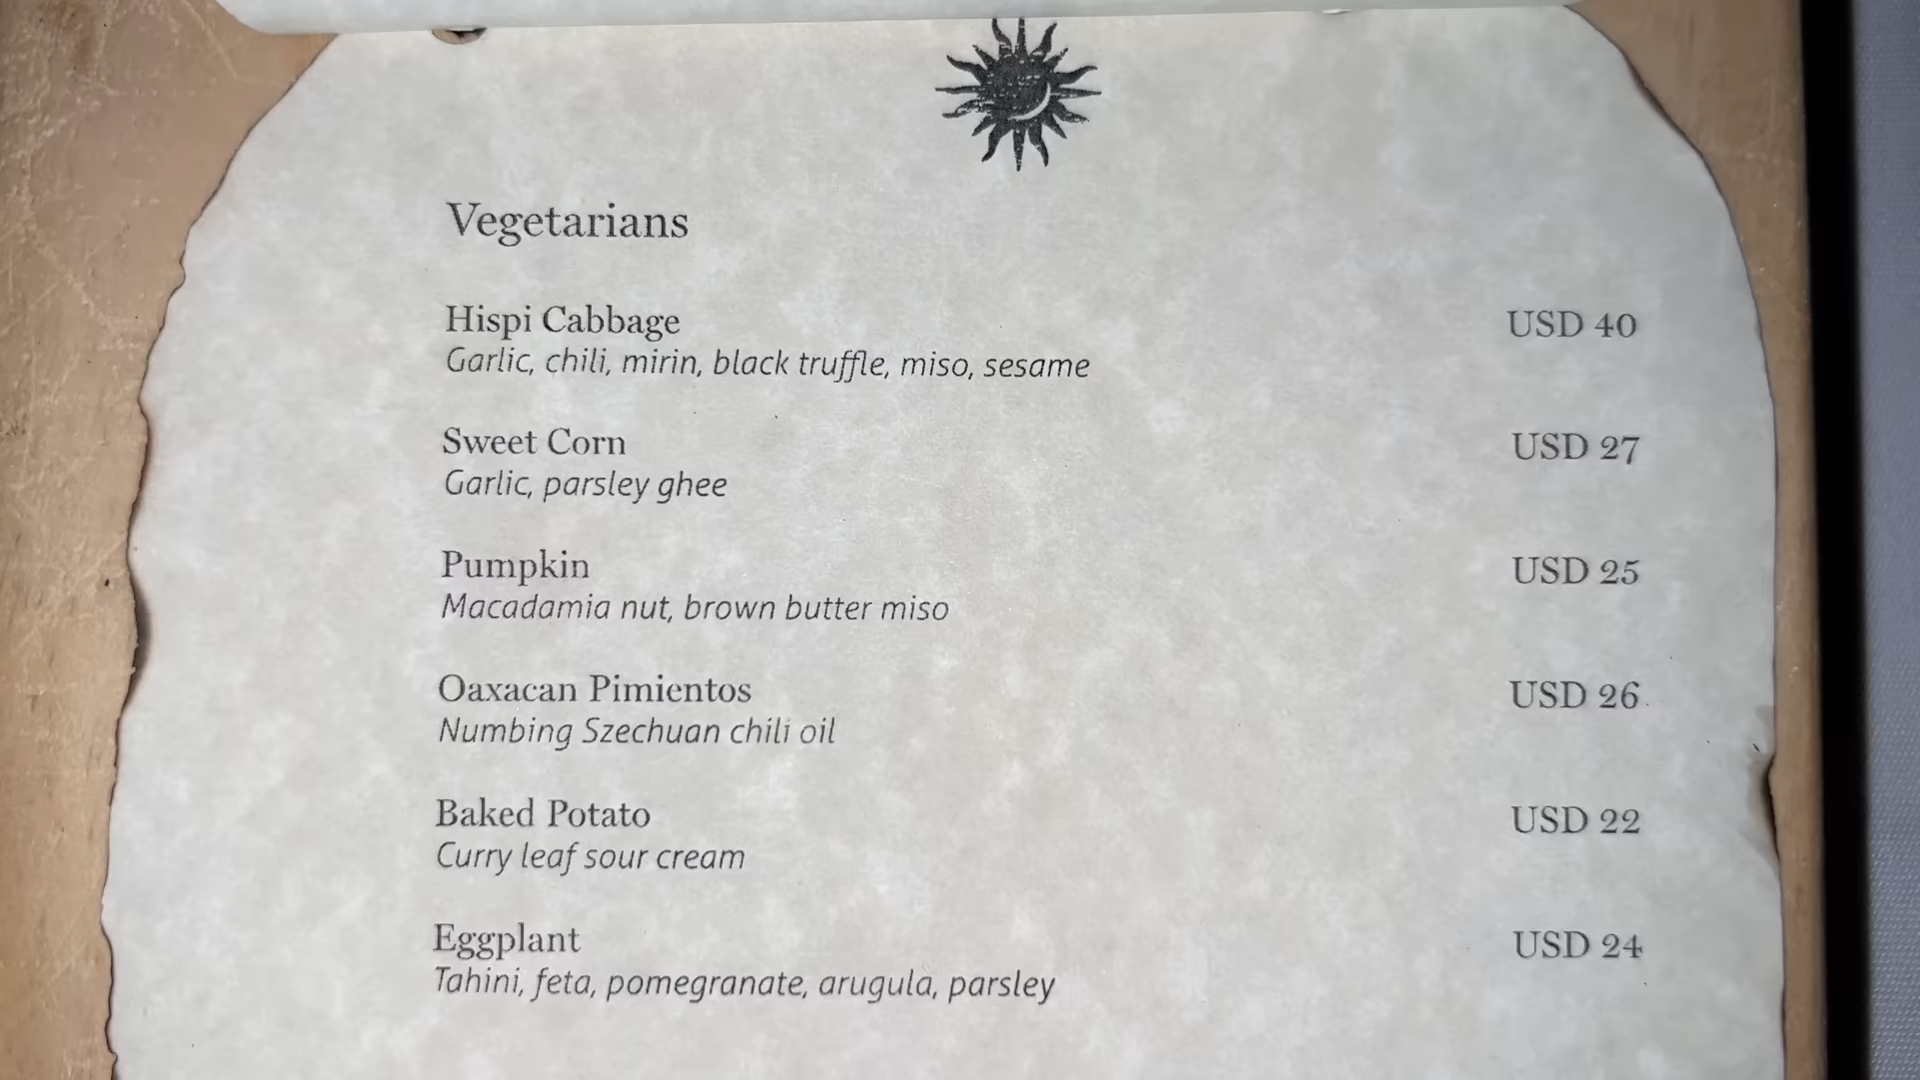 Vegetarians
Hispi Cabbage USD 40
Garlic, chili, mirin, black truffle, miso, sesame
Sweet Corn USD 27
Garlic, parsley ghee
Pumpkin USD 25
Macadamia nut, brown butter miso
Oaxacan Pimientos USD 26
Numbing Szechuan chili oil
Baked Potato USD 22
Curry leaf sour cream
Eggplant USD 24
Tahini, feta, pomegranate, arugula, parsley